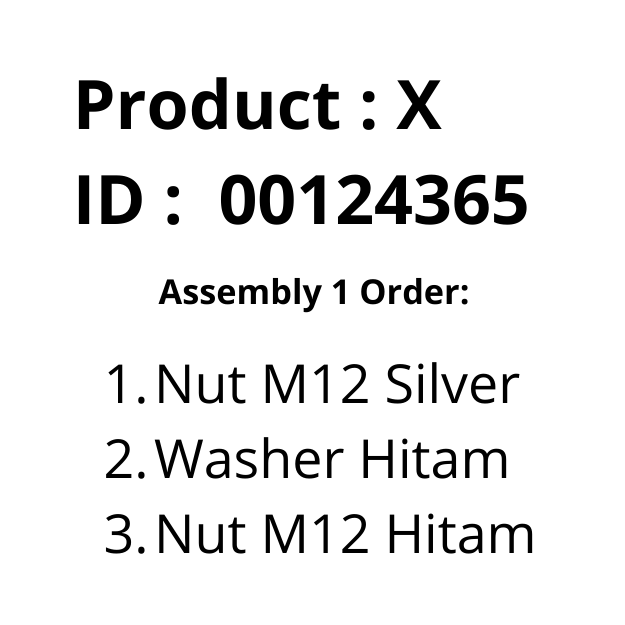 Product : X
ID :  00124365
Assembly 1 Order:
1. Nut M12 Silver
2. Washer Hitam
3. Nut M12 Hitam